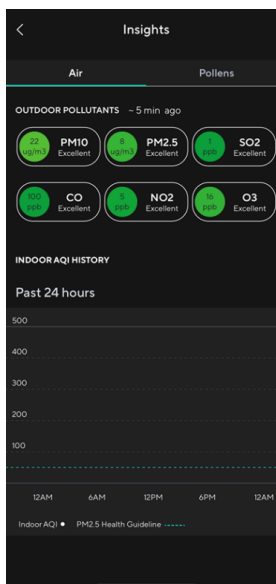 Insights
Air Pollens
OUTDOOR POLLUTANTS ~ 5 min ago
22 ug/m3 PM10 Excellent 8 ug/m3 PM2.5 Excellent 1 ppb SO2 Excellent
100 ppb CO Excellent 5 ppb NO2 Excellent 16 ppb O3 Excellent
INDOOR AQI HISTORY
Past 24 hours
500
400
300
200
100
12AM 6AM 12PM 6PM 12AM
Indoor AQI PM2.5 Health Guideline